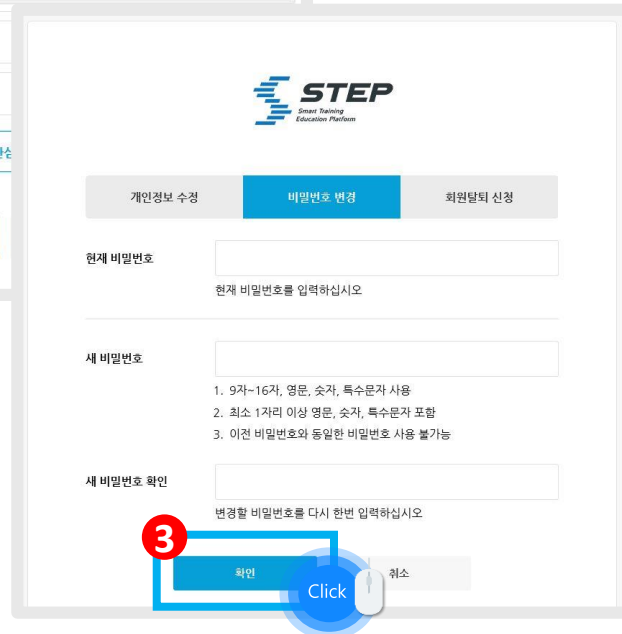 STEP
Smart Training
Education Platform
개인정보 수정
비밀번호 변경
회원탈퇴 신청
현재 비밀번호
현재 비밀번호를 입력하십시오
새 비밀번호
1. 9자~16자, 영문, 숫자, 특수문자 사용
2. 최소 1자리 이상 영문, 숫자, 특수문자 포함
3. 이전 비밀번호와 동일한 비밀번호 사용 불가능
새 비밀번호 확인
변경할 비밀번호를 다시 한번 입력하십시오
3
확인
Click
취소